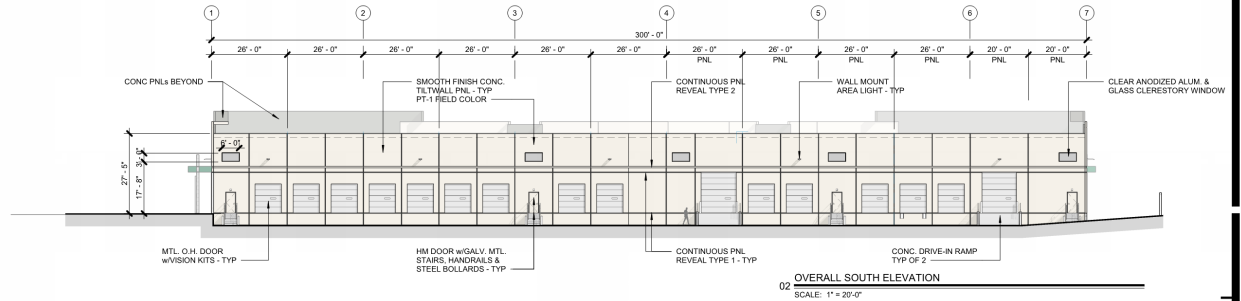 1 2 3 4 5 6 7
300' - 0"
26' - 0" 26' - 0" 26' - 0" 26' - 0" 26' - 0" 26' - 0" 26' - 0" 26' - 0" 26' - 0" 26' - 0" 20' - 0" 20' - 0"
PNL PNL PNL PNL PNL PNL
CONC PNLs BEYOND
SMOOTH FINISH CONC.
TILTWALL PNL - TYP
PT-1 FIELD COLOR
CONTINUOUS PNL
REVEAL TYPE 2
WALL MOUNT
AREA LIGHT - TYP
CLEAR ANODIZED ALUM. &
GLASS CLERESTORY WINDOW
6' - 0"
3' - 0"
27' - 5"
17' - 8"
MTL. O.H. DOOR
w/VISION KITS - TYP
HM DOOR w/GALV. MTL.
STAIRS, HANDRAILS &
STEEL BOLLARDS - TYP
CONTINUOUS PNL
REVEAL TYPE 1 - TYP
CONC. DRIVE-IN RAMP
TYP OF 2
02 OVERALL SOUTH ELEVATION
SCALE: 1" = 20'-0"